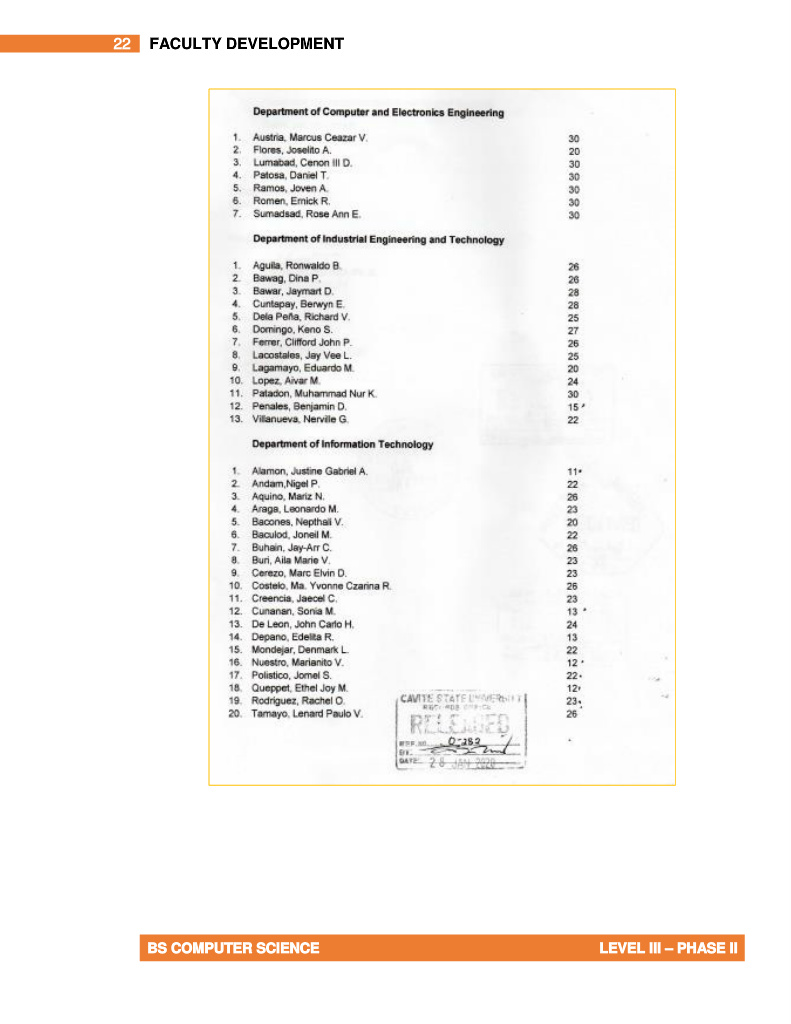 22 FACULTY DEVELOPMENT
Department of Computer and Electronics Engineering
1. Austria, Marcus Ceazar V. 30
2. Flores, Joselito A. 20
3. Lumabad, Cenon III D. 30
4. Patosa, Daniel T. 30
5. Ramos, Joven A. 30
6. Romen, Ernick R. 30
7. Sumadsad, Rose Ann E. 30
Department of Industrial Engineering and Technology
1. Aguila, Ronwaldo B. 26
2. Bawag, Dina P. 26
3. Bawar, Jaymart D. 28
4. Cuntapay, Berwyn E. 28
5. Dela Peña, Richard V. 25
6. Domingo, Keno S. 27
7. Ferrer, Clifford John P. 26
8. Lacostales, Jay Vee L. 25
9. Lagamayo, Eduardo M. 20
10. Lopez, Aivar M. 24
11. Patadon, Muhammad Nur K. 30
12. Penales, Benjamin D. 15
13. Villanueva, Nerville G. 22
Department of Information Technology
1. Alamon, Justine Gabriel A. 11
2. Andam,Nigel P. 22
3. Aquino, Mariz N. 26
4. Araga, Leonardo M. 23
5. Bacones, Nepthali V. 20
6. Baculod, Joneil M. 22
7. Buhain, Jay-Arr C. 26
8. Buri, Aila Marie V. 23
9. Cerezo, Marc Elvin D. 23
10. Costelo, Ma. Yvonne Czarina R. 26
11. Creencia, Jaecel C. 23
12. Cunanan, Sonia M. 13
13. De Leon, John Carlo H. 24
14. Depano, Edelita R. 13
15. Mondejar, Denmark L. 22
16. Nuestro, Marianito V. 12
17. Polistico, Jomel S. 22
18. Queppet, Ethel Joy M. 12
19. Rodriguez, Rachel O. 23
20. Tamayo, Lenard Paulo V. 26
CAVITE STATE UNIVERSITY
RECORDS OFFICE
RELEASED
0-382
BY:
DATE: 28 JAN 2020
BS COMPUTER SCIENCE LEVEL III – PHASE II